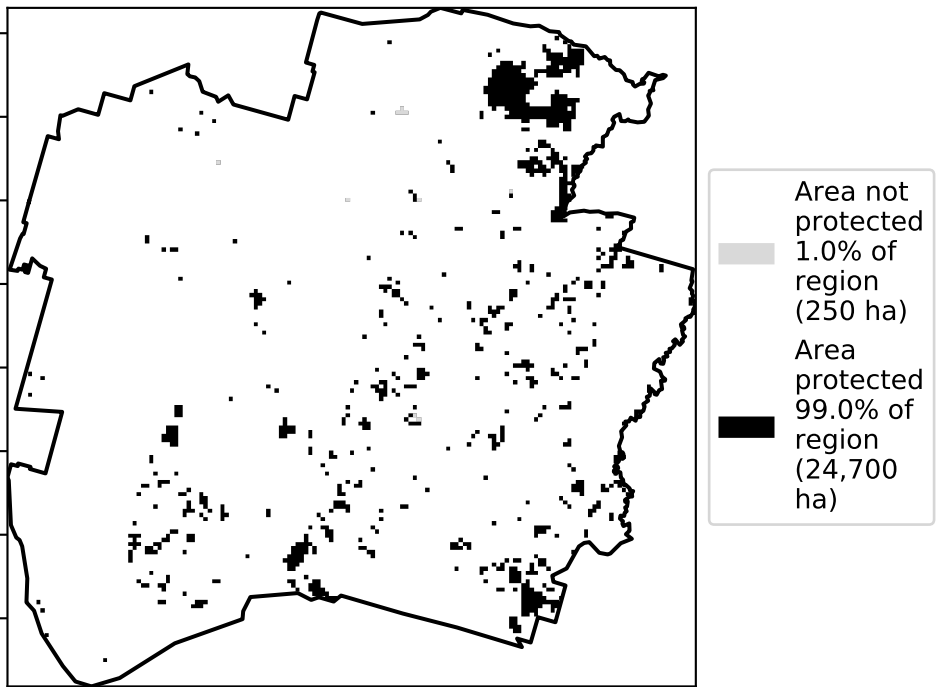 Area not
protected
1.0% of
region
(250 ha)
Area
protected
99.0% of
region
(24,700
ha)